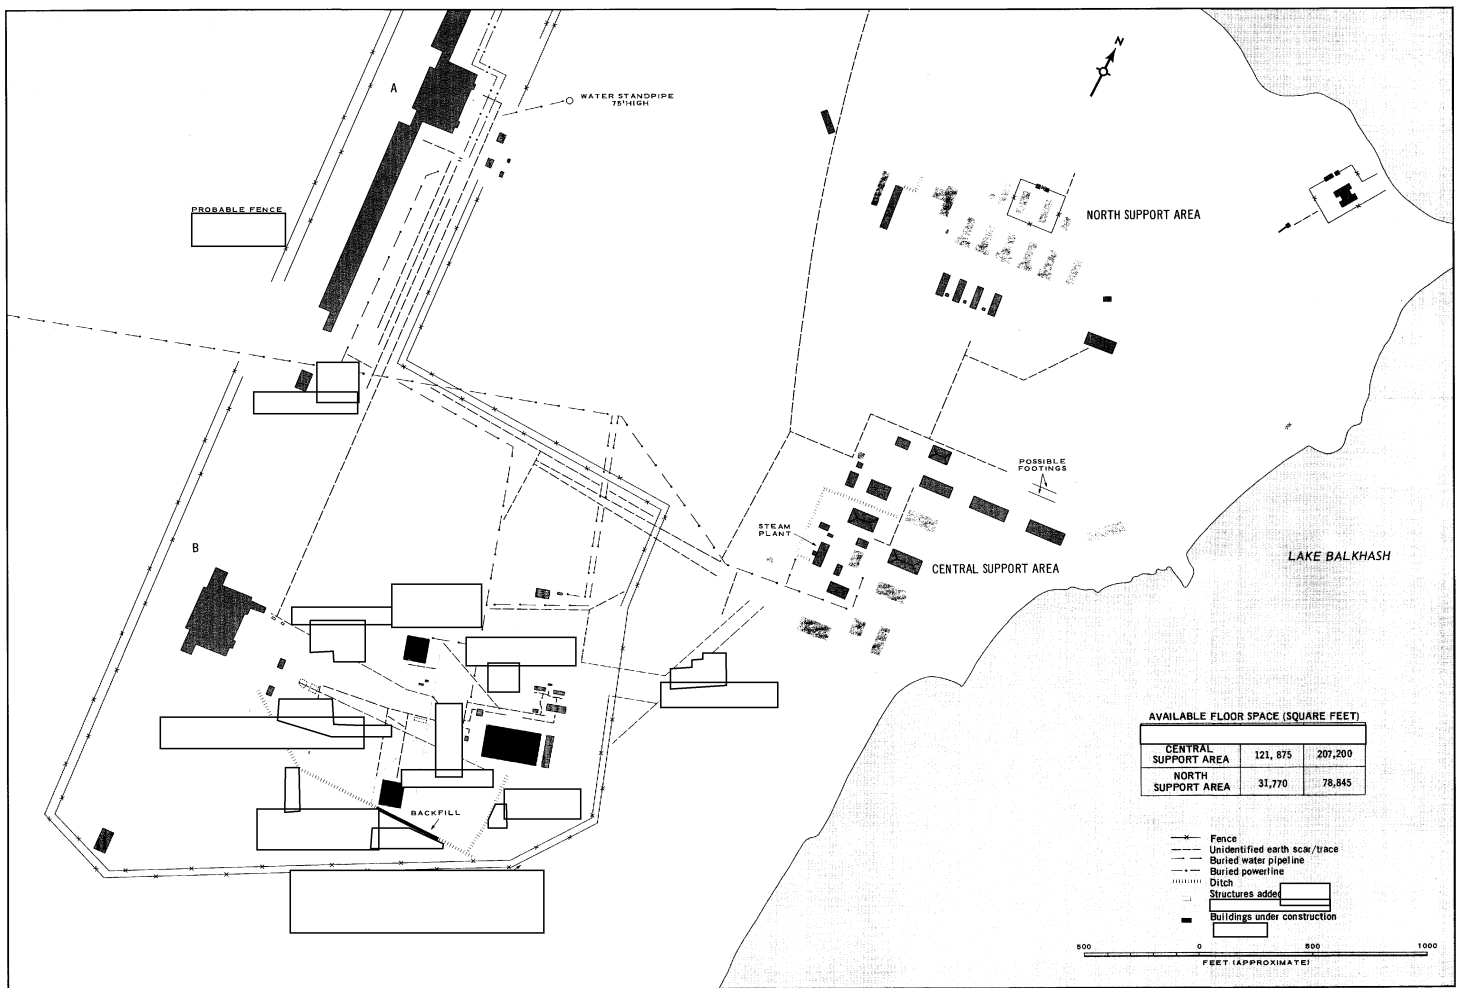 N
A
WATER STANDPIPE
75' HIGH
PROBABLE FENCE
NORTH SUPPORT AREA
POSSIBLE
FOOTINGS
STEAM
PLANT
B
LAKE BALKHASH
CENTRAL SUPPORT AREA
AVAILABLE FLOOR SPACE (SQUARE FEET)
CENTRAL
SUPPORT AREA 121,875 207,200
NORTH
SUPPORT AREA 31,770 78,845
BACKFILL
Fence
Unidentified earth scar/trace
Buried water pipeline
Buried powerline
Ditch
Structures added
Buildings under construction
500 0 500 1000
FEET (APPROXIMATE)